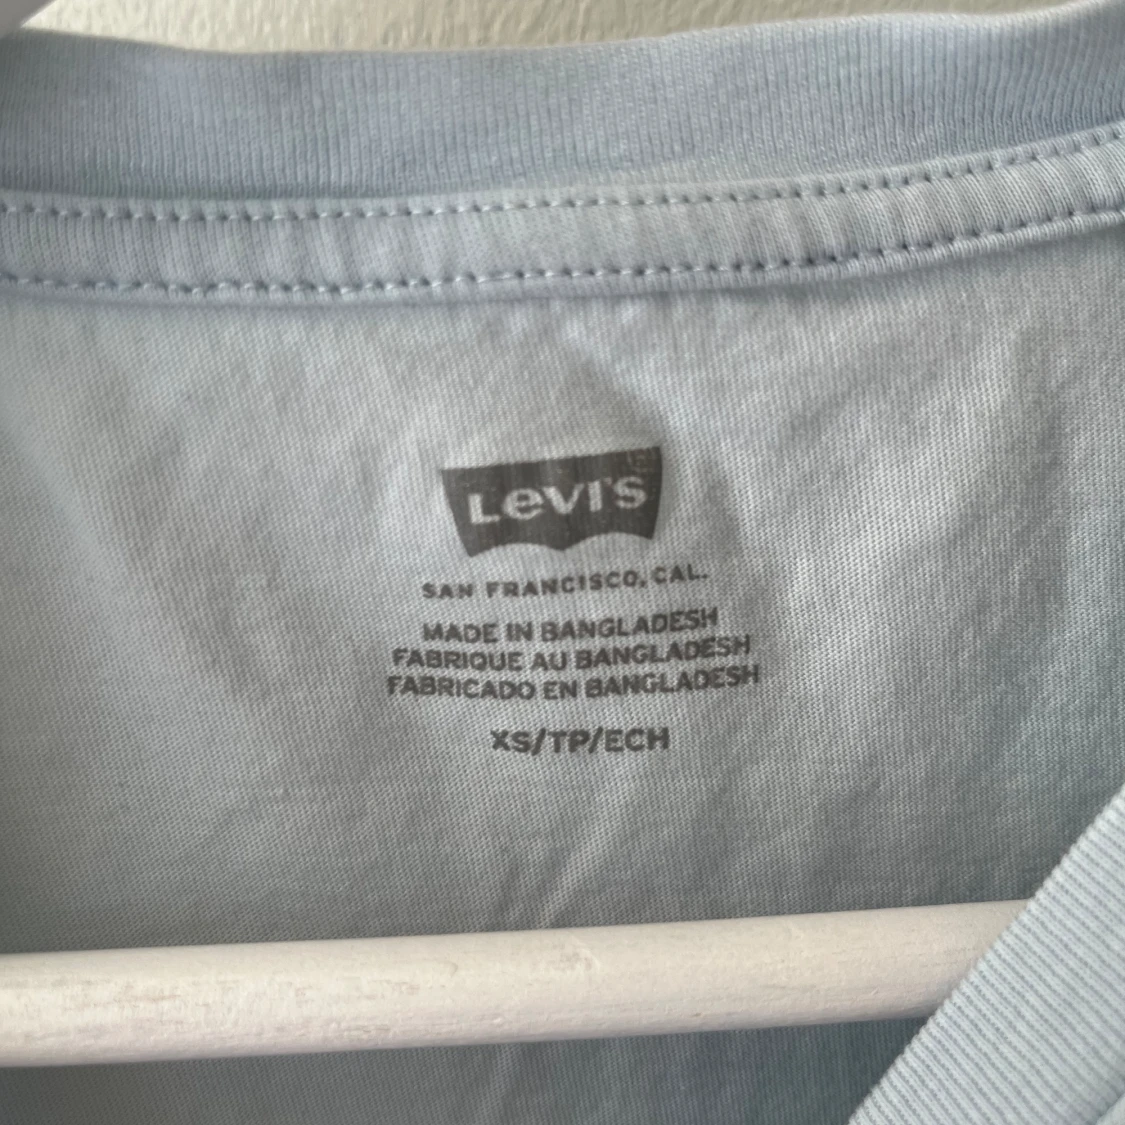 Levi's
SAN FRANCISCO, CAL.
MADE IN BANGLADESH
FABRIQUE AU BANGLADESH
FABRICADO EN BANGLADESH
XS/TP/ECH